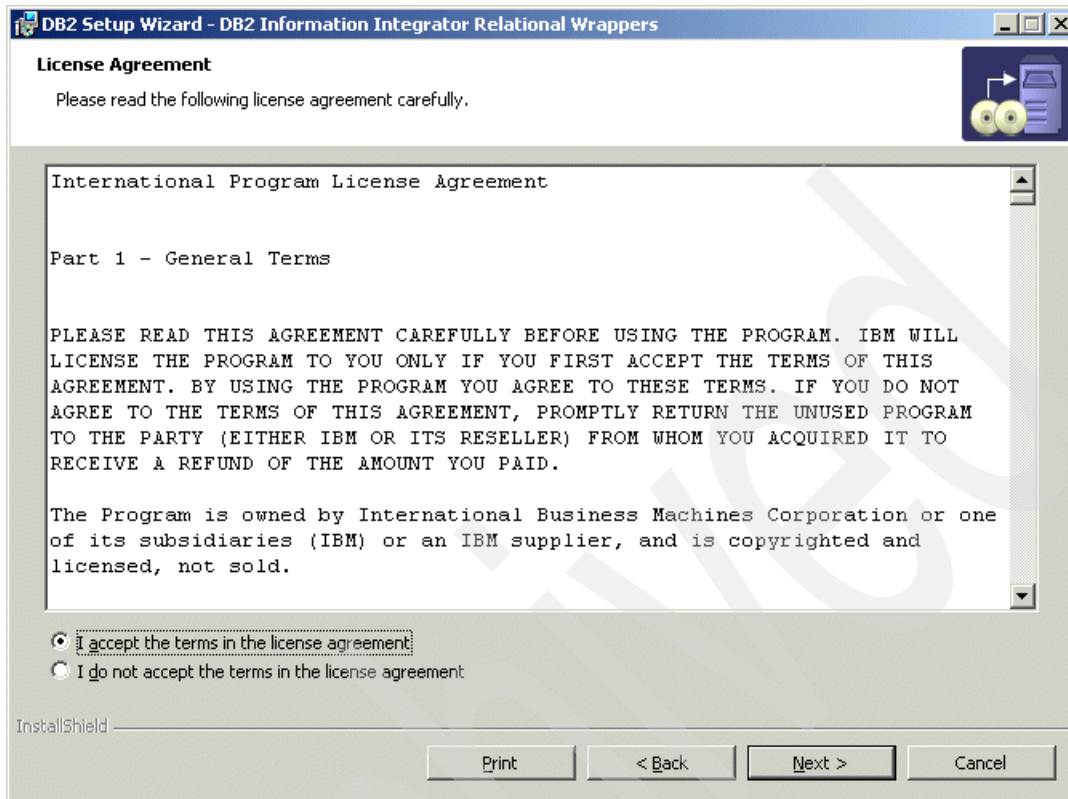 DB2 Setup Wizard - DB2 Information Integrator Relational Wrappers
License Agreement
Please read the following license agreement carefully.
International Program License Agreement
Part 1 - General Terms
PLEASE READ THIS AGREEMENT CAREFULLY BEFORE USING THE PROGRAM. IBM WILL
LICENSE THE PROGRAM TO YOU ONLY IF YOU FIRST ACCEPT THE TERMS OF THIS
AGREEMENT. BY USING THE PROGRAM YOU AGREE TO THESE TERMS. IF YOU DO NOT
AGREE TO THE TERMS OF THIS AGREEMENT, PROMPTLY RETURN THE UNUSED PROGRAM
TO THE PARTY (EITHER IBM OR ITS RESELLER) FROM WHOM YOU ACQUIRED IT TO
RECEIVE A REFUND OF THE AMOUNT YOU PAID.
The Program is owned by International Business Machines Corporation or one
of its subsidiaries (IBM) or an IBM supplier, and is copyrighted and
licensed, not sold.
I accept the terms in the license agreement
I do not accept the terms in the license agreement
InstallShield
Print
< Back
Next >
Cancel